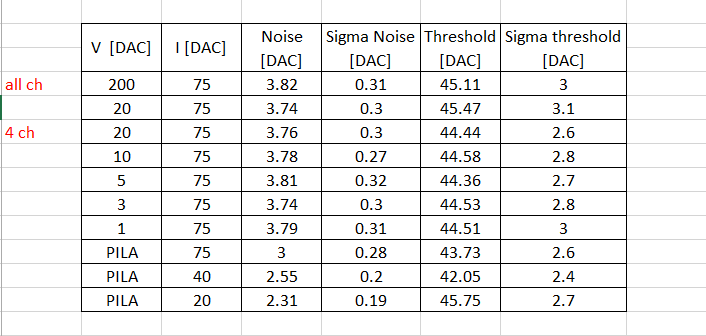 V [DAC] I [DAC] Noise [DAC] Sigma Noise [DAC] Threshold [DAC] Sigma threshold [DAC]
all ch 200 75 3.82 0.31 45.11 3
20 75 3.74 0.3 45.47 3.1
4 ch 20 75 3.76 0.3 44.44 2.6
10 75 3.78 0.27 44.58 2.8
5 75 3.81 0.32 44.36 2.7
3 75 3.74 0.3 44.53 2.8
1 75 3.79 0.31 44.51 3
PILA 75 3 0.28 43.73 2.6
PILA 40 2.55 0.2 42.05 2.4
PILA 20 2.31 0.19 45.75 2.7